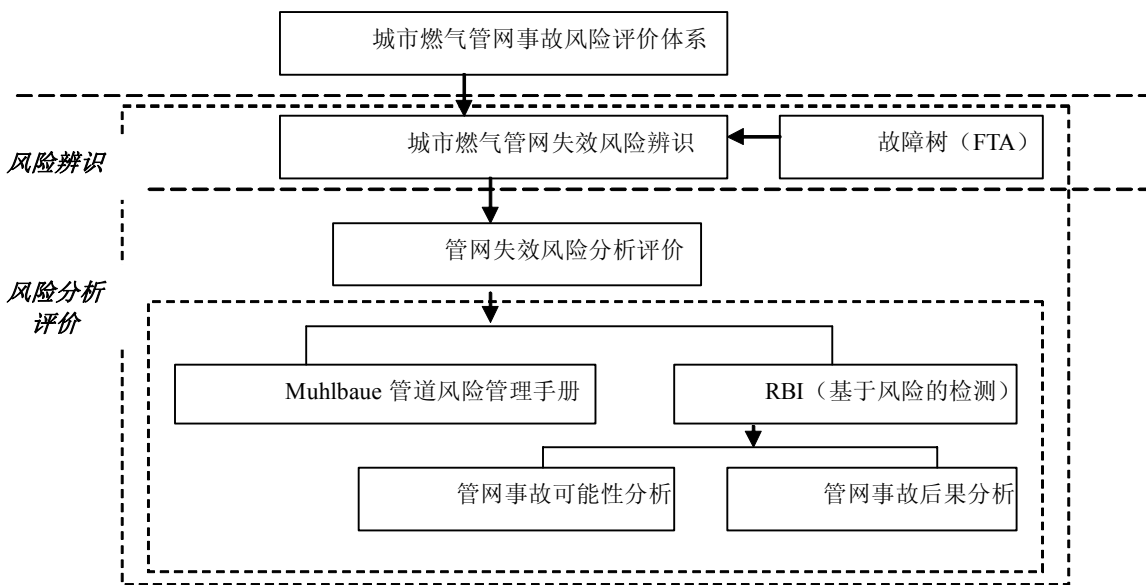 城市燃气管网事故风险评价体系
城市燃气管网失效风险辨识
故障树（FTA）
风险辨识
管网失效风险分析评价
风险分析
评价
Muhlbaue 管道风险管理手册
RBI（基于风险的检测）
管网事故可能性分析
管网事故后果分析